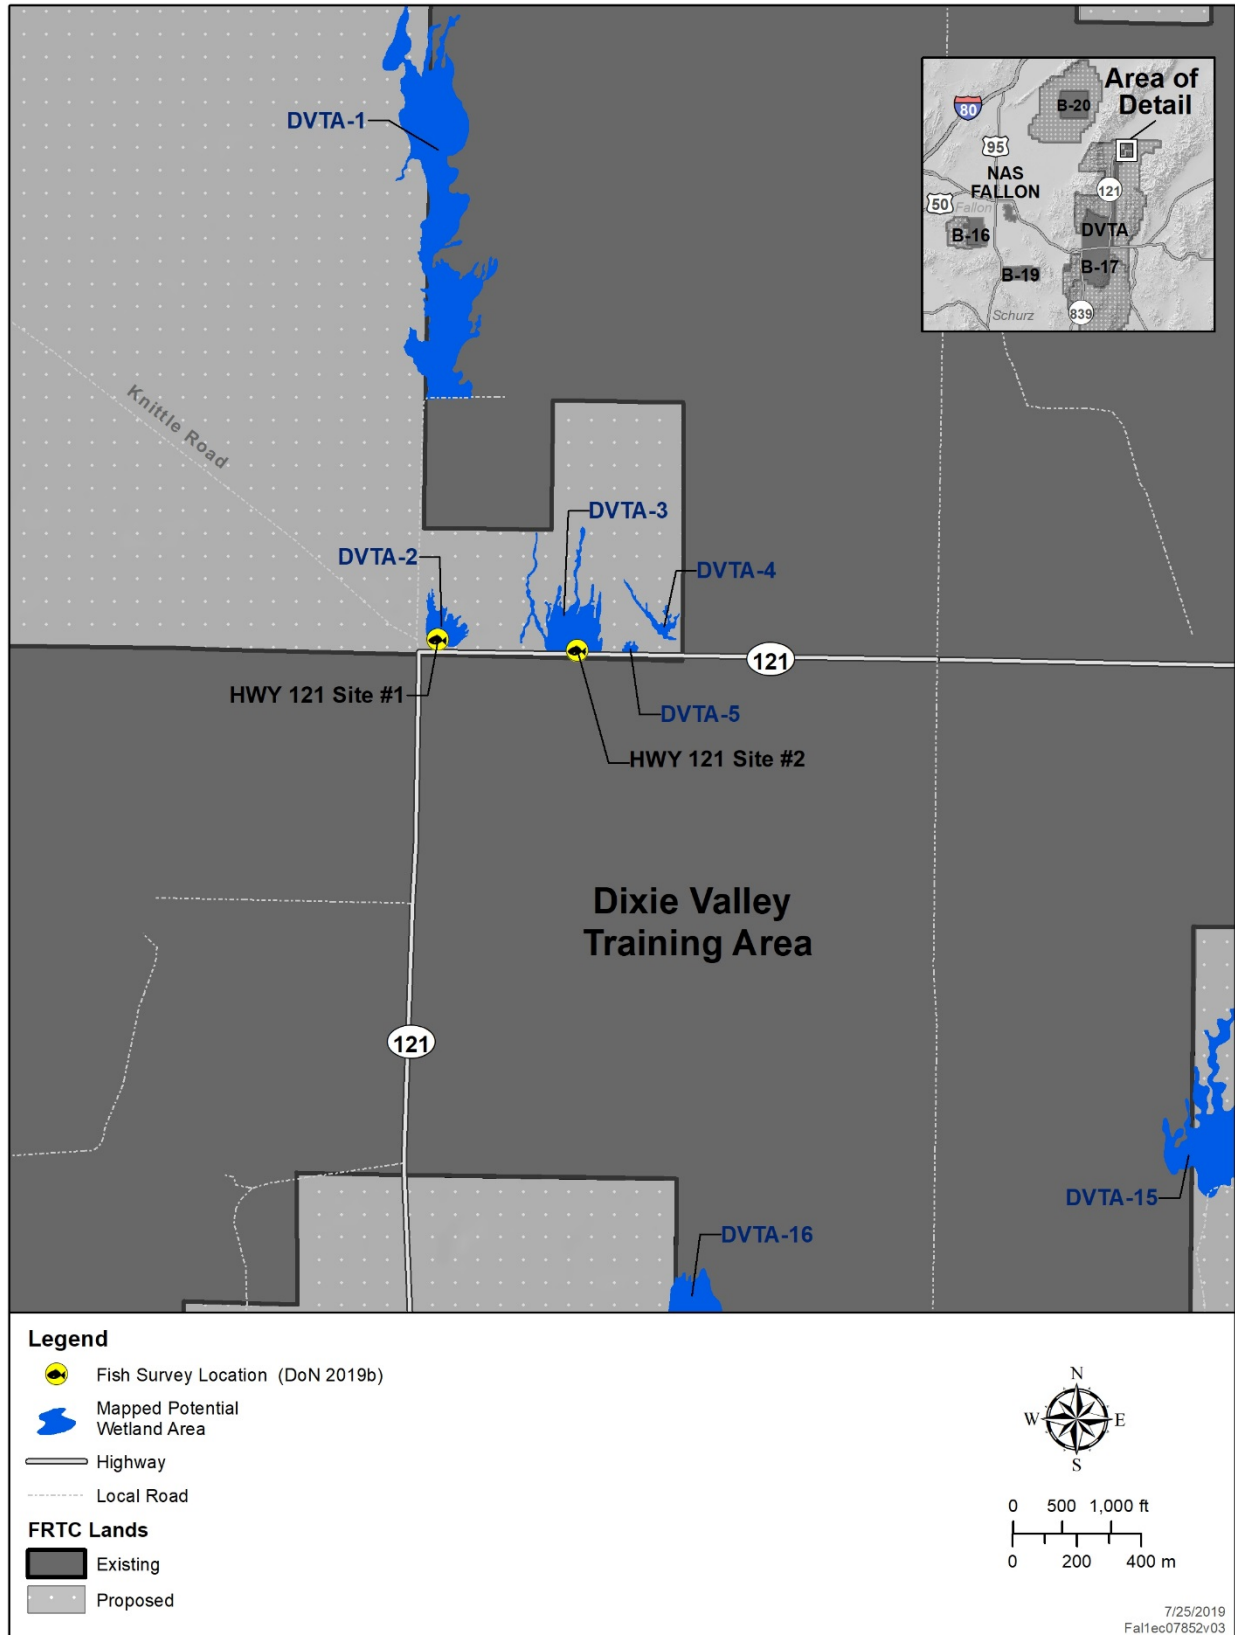 DVTA-1
Area of
Detail
B-20
80
95
NAS
FALLON
121
50
Fallon
DVTA
B-16
B-17
B-19
Schurz
839
Knittle Road
DVTA-3
DVTA-2
DVTA-4
121
HWY 121 Site #1
DVTA-5
HWY 121 Site #2
Dixie Valley
Training Area
121
DVTA-15
DVTA-16
Legend
Fish Survey Location (DoN 2019b)
Mapped Potential
Wetland Area
Highway
Local Road
FRTC Lands
Existing
Proposed
N
W E
S
0 500 1,000 ft
0 200 400 m
7/25/2019
Fal1ec07852v03